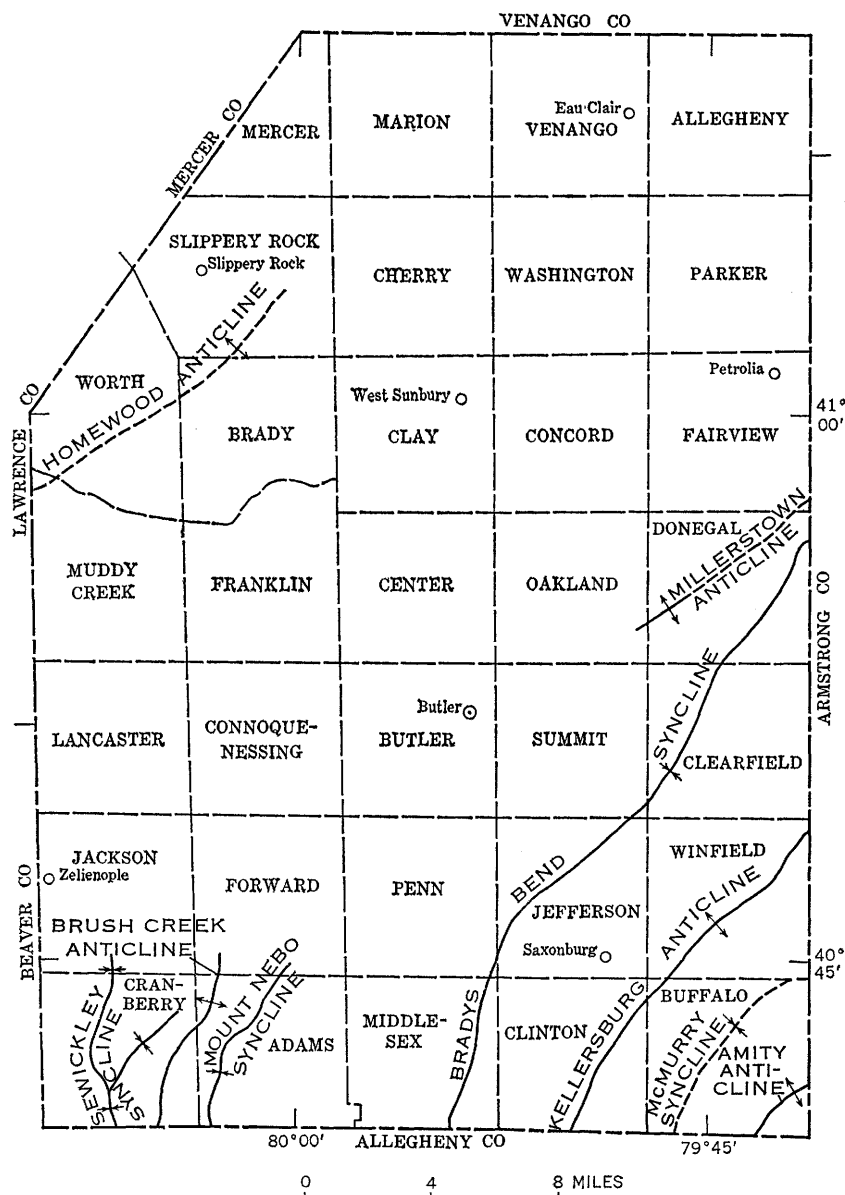 VENANGO CO
MERCER CO
MERCER
MARION
Eau Clair
VENANGO
ALLEGHENY
SLIPPERY ROCK
Slippery Rock
CHERRY
WASHINGTON
PARKER
HOMEWOOD ANTICLINE
WORTH
BRADY
West Sunbury
CLAY
CONCORD
Petrolia
FAIRVIEW
41°
00'
LAWRENCE CO
MUDDY
CREEK
FRANKLIN
CENTER
OAKLAND
DONEGAL
MILLERSTOWN
ANTICLINE
ARMSTRONG CO
LANCASTER
CONNOQUE-
NESSING
Butler
BUTLER
SUMMIT
CLEARFIELD
BRADYS BEND SYNCLINE
JACKSON
Zelienople
FORWARD
PENN
JEFFERSON
Saxonburg
WINFIELD
KELLERSBURG ANTICLINE
BEAVER CO
40°
45'
BRUSH CREEK
ANTICLINE
CRAN-
BERRY
SEWICKLEY
SYNCLINE
SYN
MOUNT NEBO
SYNCLINE
ADAMS
MIDDLE-
SEX
CLINTON
BUFFALO
McMURRY
SYNCLINE
AMITY
ANTI-
CLINE
80°00'
ALLEGHENY CO
79°45'
0 4 8 MILES